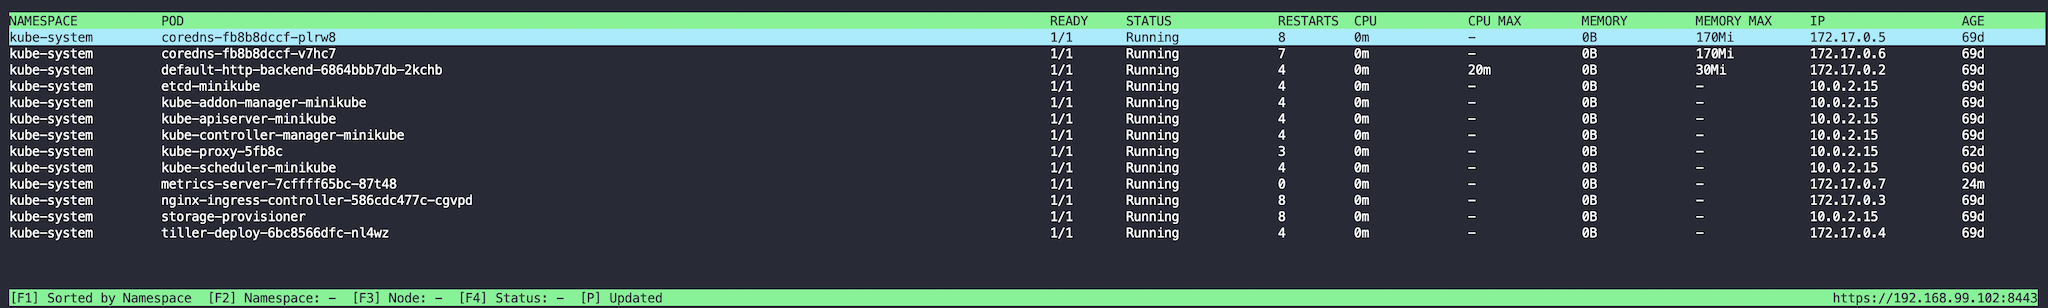 NAMESPACE POD READY STATUS RESTARTS CPU CPU MAX MEMORY MEMORY MAX IP AGE
kube-system coredns-fb8b8dccf-plrw8 1/1 Running 8 0m - 0B 170Mi 172.17.0.5 69d
kube-system coredns-fb8b8dccf-v7hc7 1/1 Running 7 0m - 0B 170Mi 172.17.0.6 69d
kube-system default-http-backend-6864bbb7db-2kchb 1/1 Running 4 0m 20m 0B 30Mi 172.17.0.2 69d
kube-system etcd-minikube 1/1 Running 4 0m - 0B - 10.0.2.15 69d
kube-system kube-addon-manager-minikube 1/1 Running 4 0m - 0B - 10.0.2.15 69d
kube-system kube-apiserver-minikube 1/1 Running 4 0m - 0B - 10.0.2.15 69d
kube-system kube-controller-manager-minikube 1/1 Running 4 0m - 0B - 10.0.2.15 69d
kube-system kube-proxy-5fb8c 1/1 Running 3 0m - 0B - 10.0.2.15 62d
kube-system kube-scheduler-minikube 1/1 Running 4 0m - 0B - 10.0.2.15 69d
kube-system metrics-server-7cffff65bc-87t48 1/1 Running 0 0m - 0B - 172.17.0.7 24m
kube-system nginx-ingress-controller-586cdc477c-cgvpd 1/1 Running 8 0m - 0B - 172.17.0.3 69d
kube-system storage-provisioner 1/1 Running 8 0m - 0B - 10.0.2.15 69d
kube-system tiller-deploy-6bc8566dfc-nl4wz 1/1 Running 4 0m - 0B - 172.17.0.4 69d
[F1] Sorted by Namespace [F2] Namespace: - [F3] Node: - [F4] Status: - [P] Updated https://192.168.99.102:8443